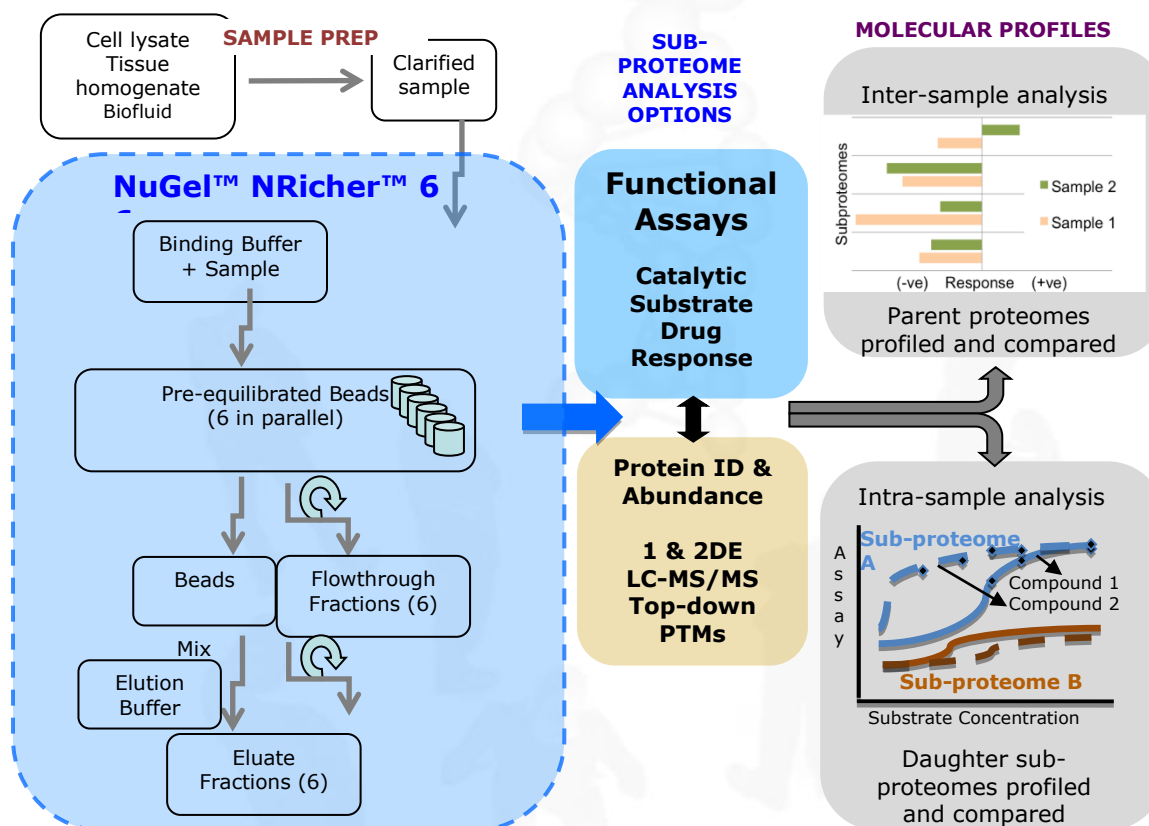 Cell lysate
Tissue
homogenate
Biofluid
SAMPLE PREP
Clarified
sample
NuGel™ NRicher™ 6
Binding Buffer
+ Sample
Pre-equilibrated Beads
(6 in parallel)
Beads
Flowthrough
Fractions (6)
Mix
Elution
Buffer
Eluate
Fractions (6)
SUB-
PROTEOME
ANALYSIS
OPTIONS
Functional
Assays
Catalytic
Substrate
Drug
Response
Protein ID &
Abundance
1 & 2DE
LC-MS/MS
Top-down
PTMs
MOLECULAR PROFILES
Inter-sample analysis
Subproteomes
Sample 2
Sample 1
(-ve) Response (+ve)
Parent proteomes
profiled and compared
Intra-sample analysis
Assay
Sub-proteome
A
Compound 1
Compound 2
Sub-proteome B
Substrate Concentration
Daughter sub-
proteomes profiled
and compared